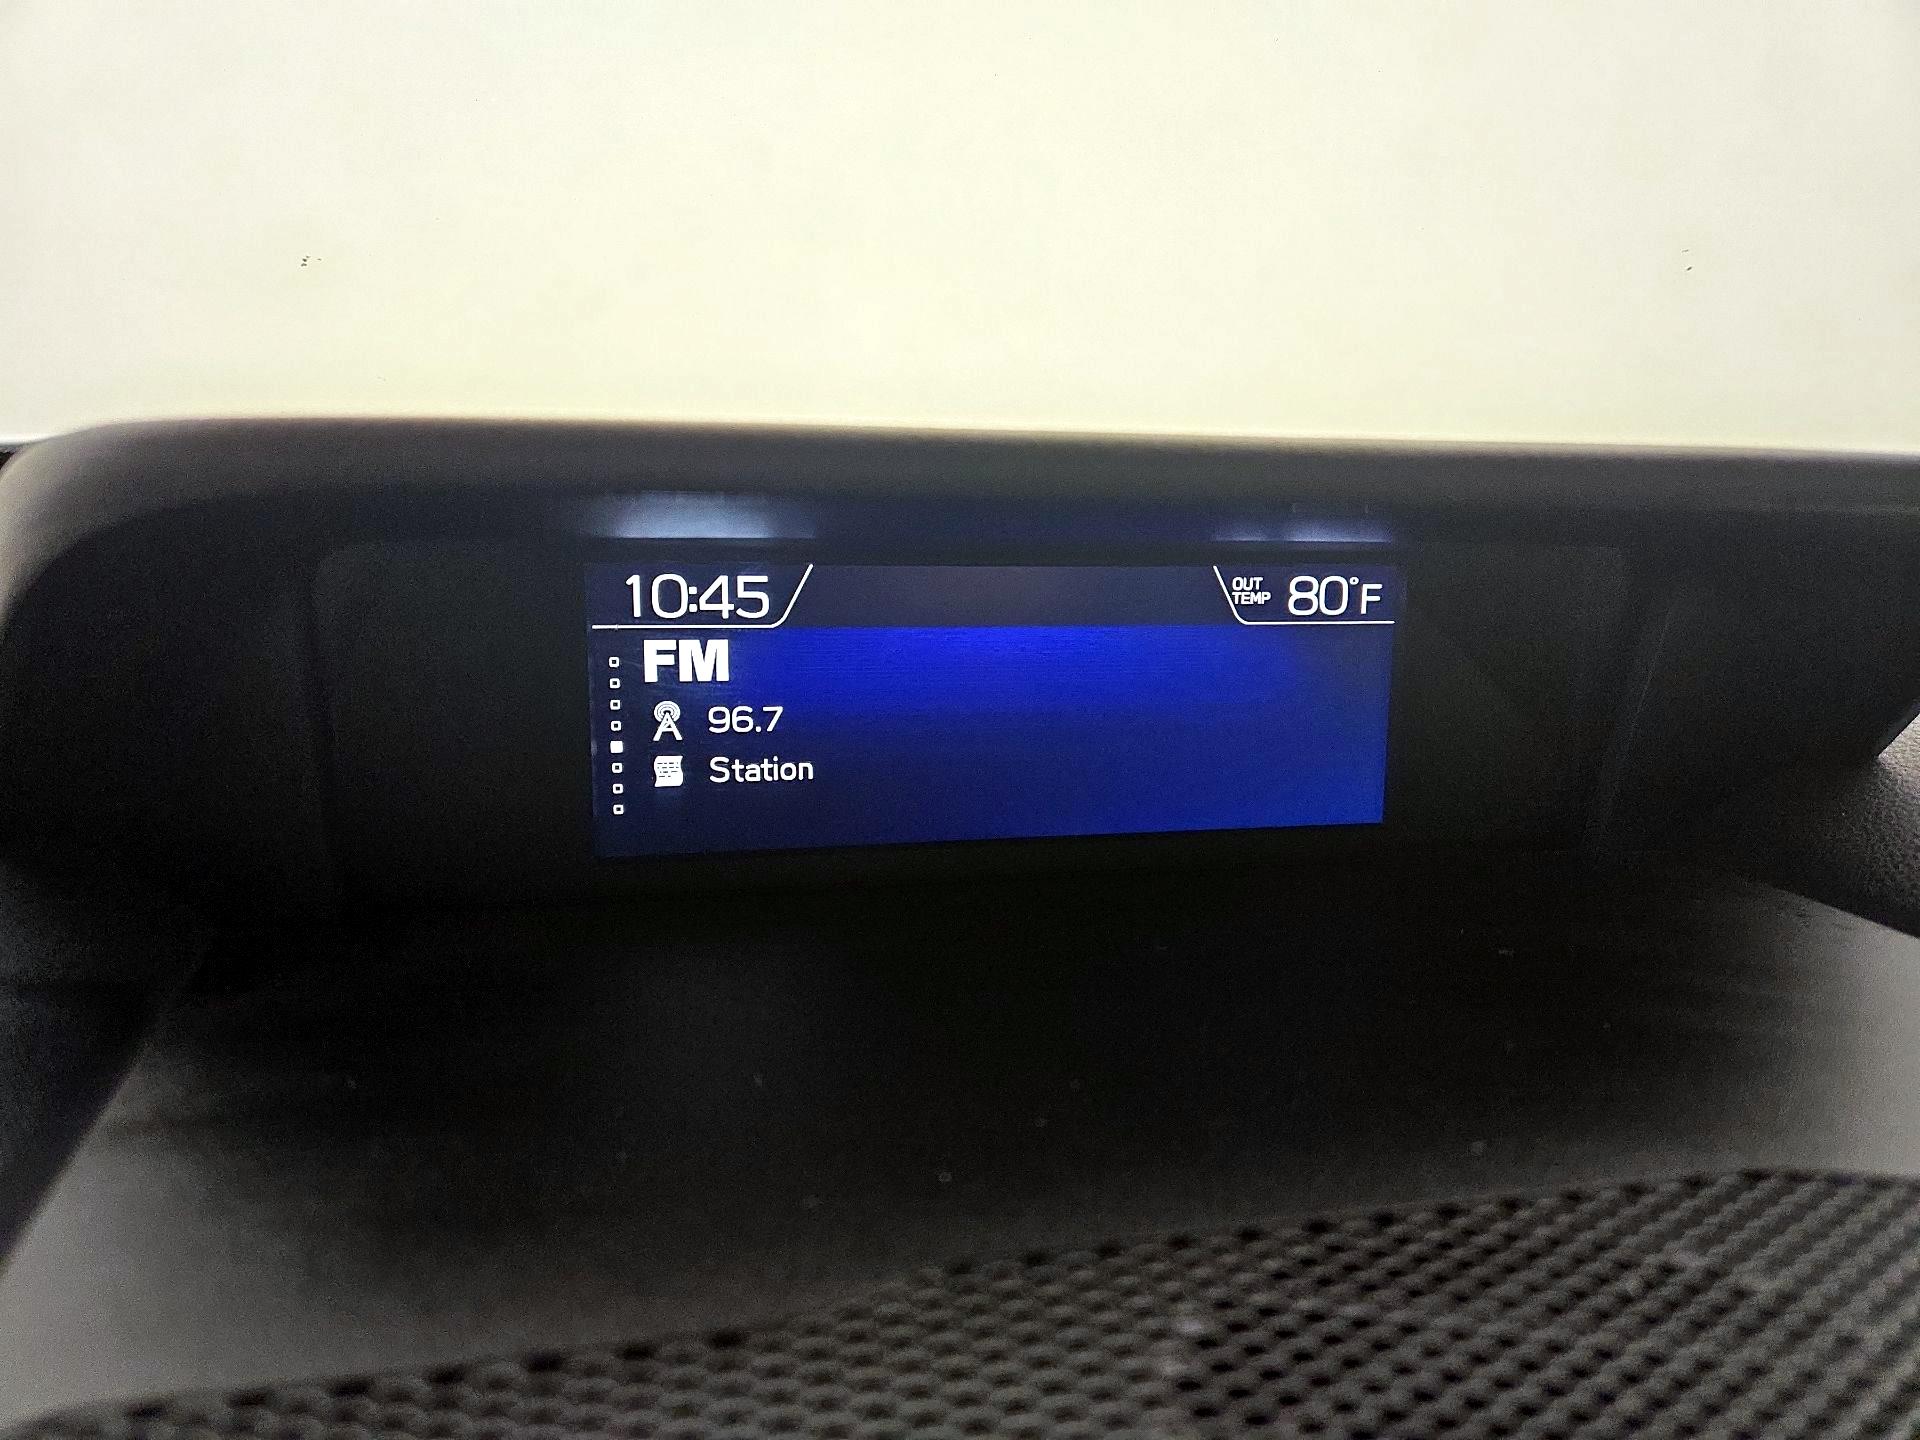 10:45
OUT TEMP 80°F
FM
96.7
Station